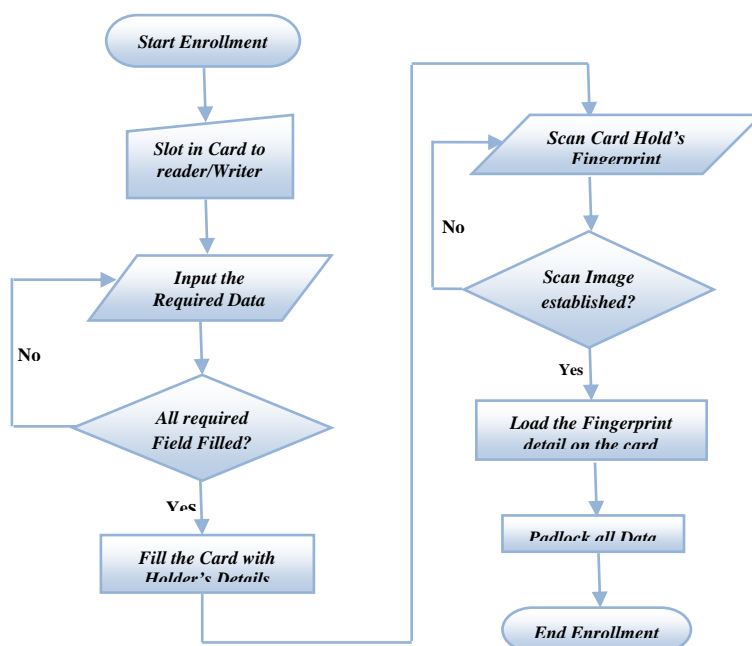 Start Enrollment
Slot in Card to
reader/Writer
Input the
Required Data
No
All required
Field Filled?
Yes
Fill the Card with
Holder's Details
Scan Card Hold's
Fingerprint
No
Scan Image
established?
Yes
Load the Fingerprint
detail on the card
Padlock all Data
End Enrollment